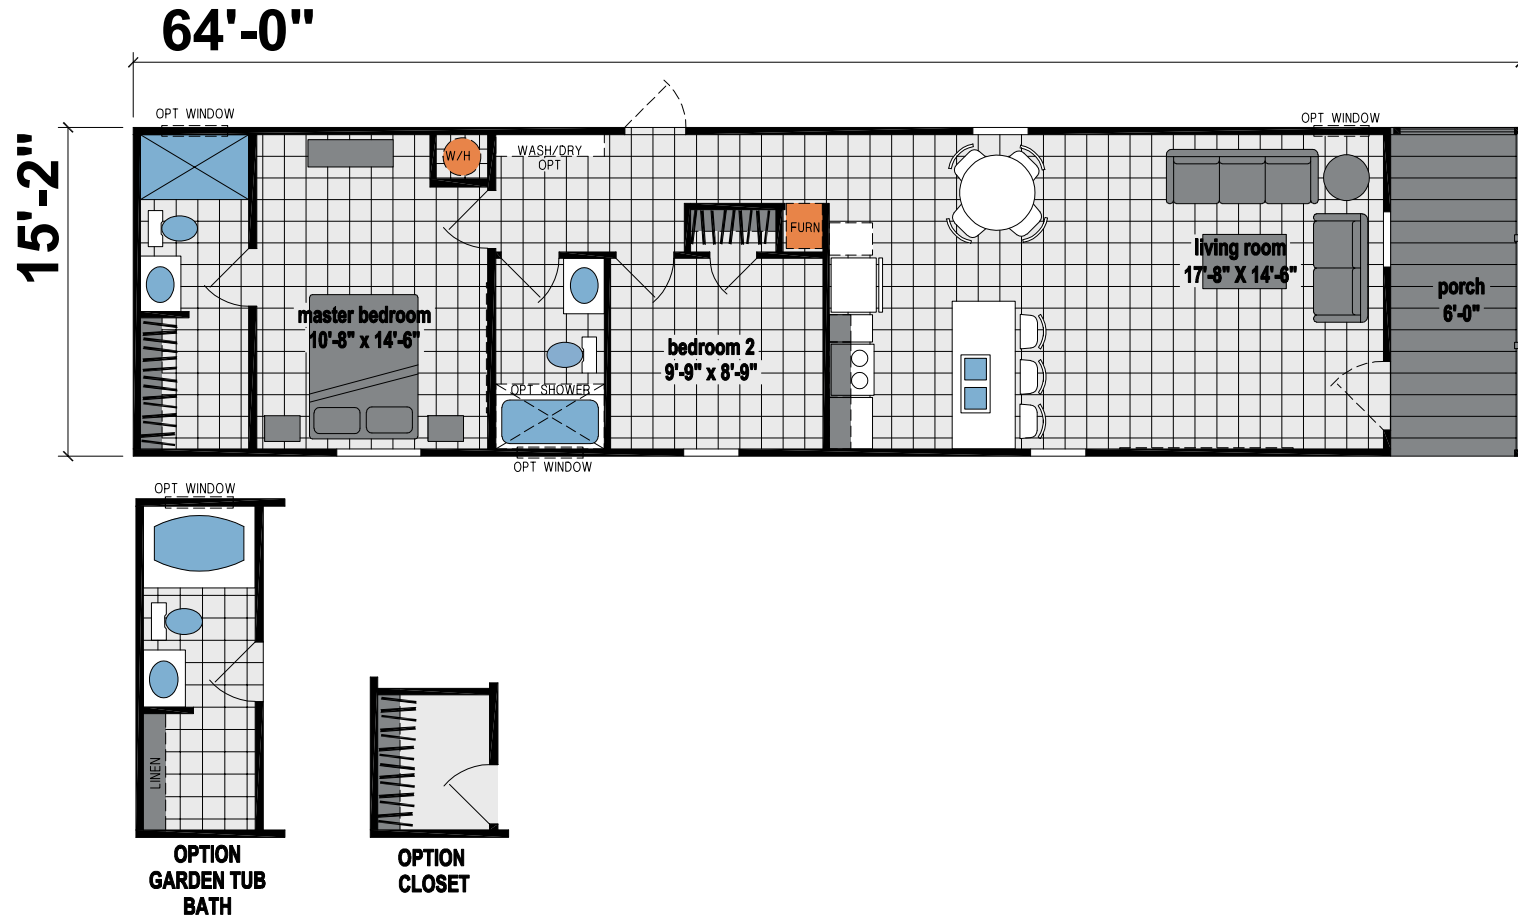 64'-0"
15'-2"
OPT WINDOW
OPT WINDOW
W/H
WASH/DRY
OPT
FURN
living room
17'-8" X 14'-6"
porch
6'-0"
master bedroom
10'-8" x 14'-6"
bedroom 2
9'-9" x 8'-9"
OPT SHOWER
OPT WINDOW
OPT WINDOW
LINEN
OPTION
GARDEN TUB
BATH
OPTION
CLOSET